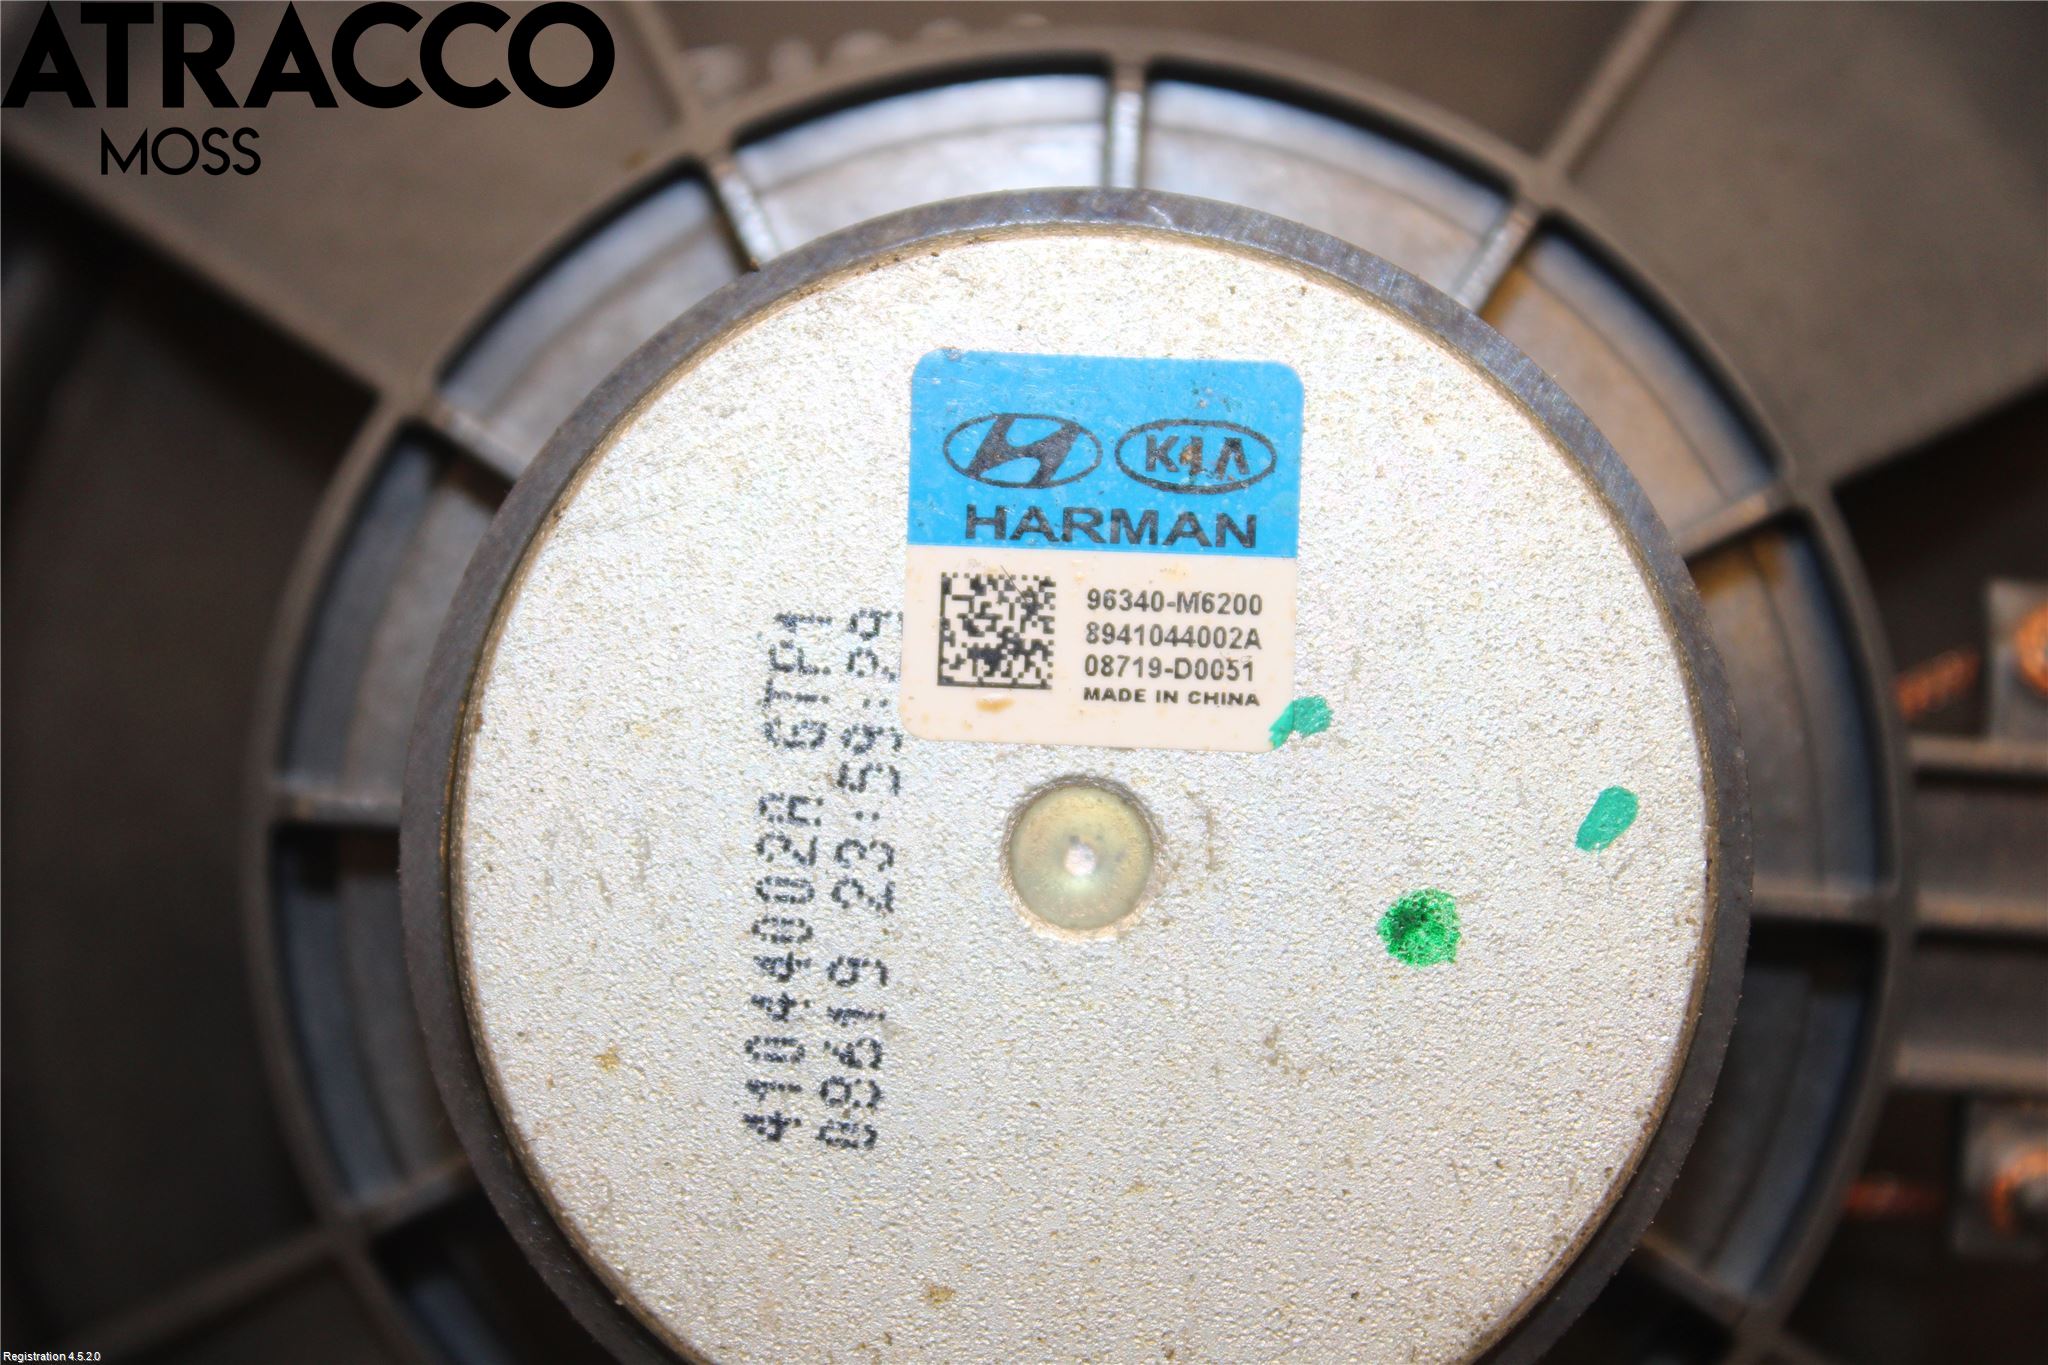 ATRACCO
MOSS
KIA
HARMAN
96340-M6200
8941044002A
08719-D0051
MADE IN CHINA
41044002A GTP1
08619 23:59:29
Registration 4.5.2.0